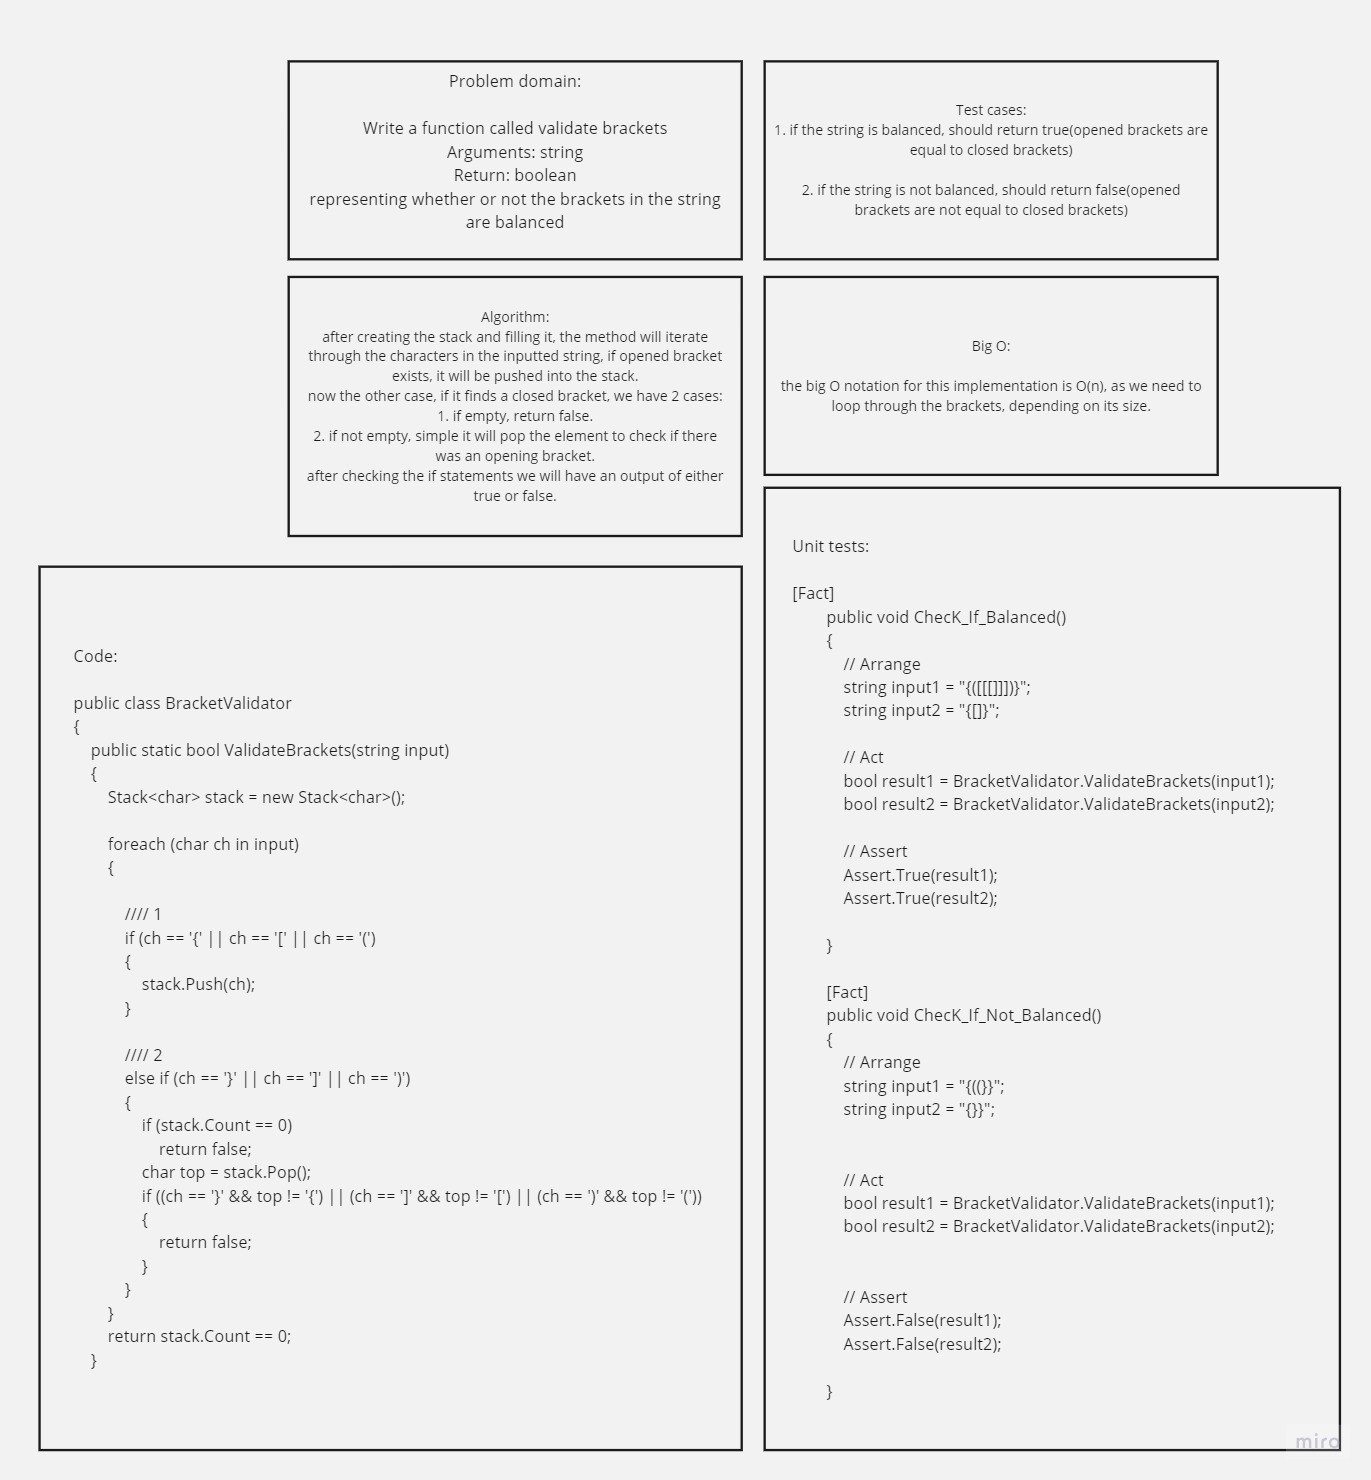 Problem domain:
Write a function called validate brackets
Arguments: string
Return: boolean
representing whether or not the brackets in the string
are balanced
Test cases:
1. if the string is balanced, should return true(opened brackets are
equal to closed brackets)
2. if the string is not balanced, should return false(opened
brackets are not equal to closed brackets)
Algorithm:
after creating the stack and filling it, the method will iterate
through the characters in the inputted string, if opened bracket
exists, it will be pushed into the stack.
now the other case, if it finds a closed bracket, we have 2 cases:
1. if empty, return false.
2. if not empty, simple it will pop the element to check if there
was an opening bracket.
after checking the if statements we will have an output of either
true or false.
Big O:
the big O notation for this implementation is O(n), as we need to
loop through the brackets, depending on its size.
Code:
public class BracketValidator
{
public static bool ValidateBrackets(string input)
{
Stack<char> stack = new Stack<char>();
foreach (char ch in input)
{
//// 1
if (ch == '{' || ch == '[' || ch == '(')
{
stack.Push(ch);
}
//// 2
else if (ch == '}' || ch == ']' || ch == ')')
{
if (stack.Count == 0)
return false;
char top = stack.Pop();
if ((ch == '}' && top != '{') || (ch == ']' && top != '[') || (ch == ')' && top != '('))
{
return false;
}
}
}
return stack.Count == 0;
}
Unit tests:
[Fact]
public void ChecK_If_Balanced()
{
// Arrange
string input1 = "{([[[]]])}";
string input2 = "{[]}";
// Act
bool result1 = BracketValidator.ValidateBrackets(input1);
bool result2 = BracketValidator.ValidateBrackets(input2);
// Assert
Assert.True(result1);
Assert.True(result2);
}
[Fact]
public void ChecK_If_Not_Balanced()
{
// Arrange
string input1 = "{((}}";
string input2 = "{}}";
// Act
bool result1 = BracketValidator.ValidateBrackets(input1);
bool result2 = BracketValidator.ValidateBrackets(input2);
// Assert
Assert.False(result1);
Assert.False(result2);
}
miro